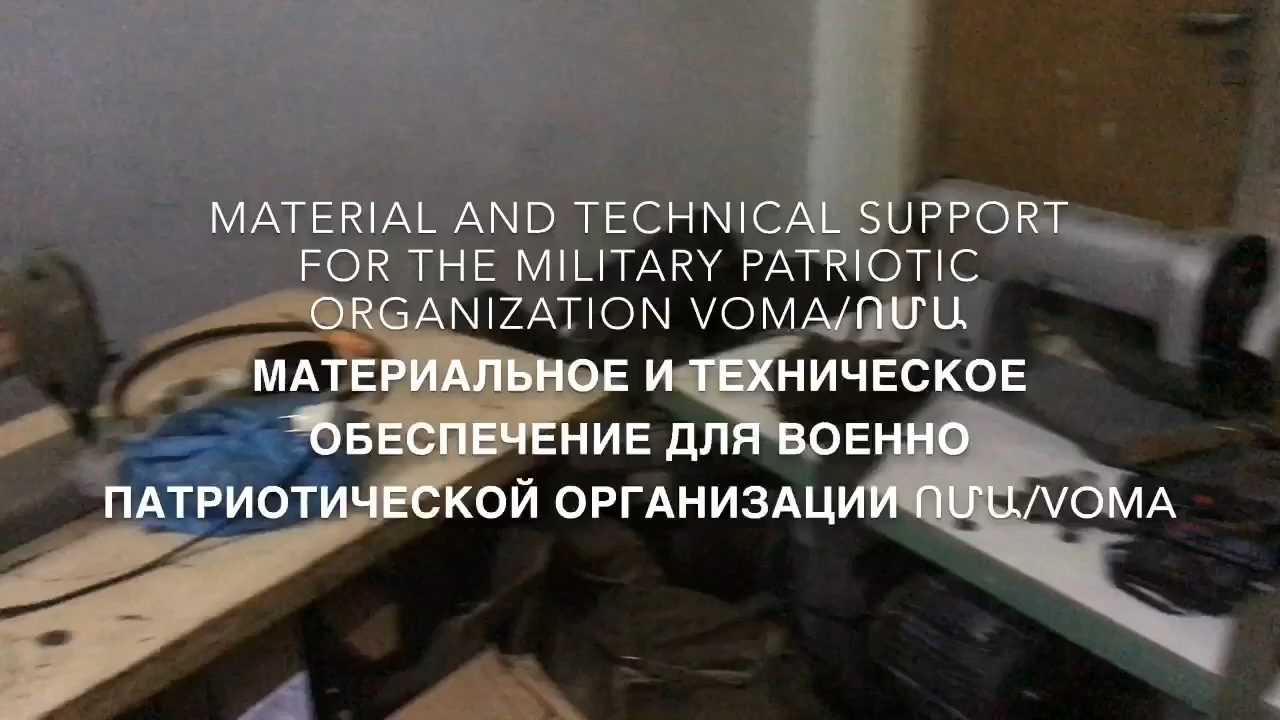 MATERIAL AND TECHNICAL SUPPORT
FOR THE MILITARY PATRIOTIC
ORGANIZATION VOMA/ՈՄԱ
МАТЕРИАЛЬНОЕ И ТЕХНИЧЕСКОЕ
ОБЕСПЕЧЕНИЕ ДЛЯ ВОЕННО
ПАТРИОТИЧЕСКОЙ ОРГАНИЗАЦИИ ՈՄԱ/VOMA